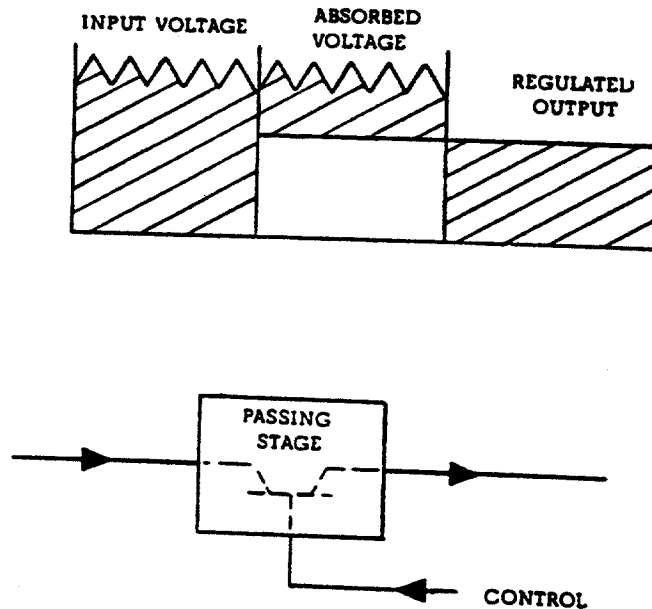 INPUT VOLTAGE
ABSORBED
VOLTAGE
REGULATED
OUTPUT
PASSING
STAGE
CONTROL